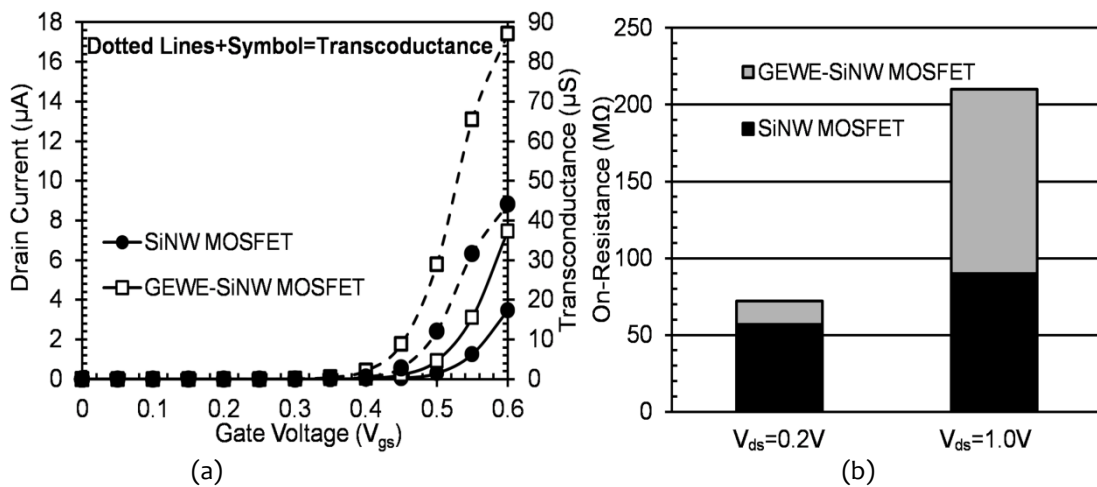 Dotted Lines+Symbol=Transcoductance
Drain Current (µA)
18
16
14
12
10
8
6
4
2
0
SiNW MOSFET
GEWE-SiNW MOSFET
90
80
70
60
50
40
30
20
10
0
Transconductance (µS)
0 0.1 0.2 0.3 0.4 0.5 0.6
Gate Voltage (Vgs)
(a)
On-Resistance (MΩ)
250
200
150
100
50
0
GEWE-SiNW MOSFET
SiNW MOSFET
Vds=0.2V Vds=1.0V
(b)